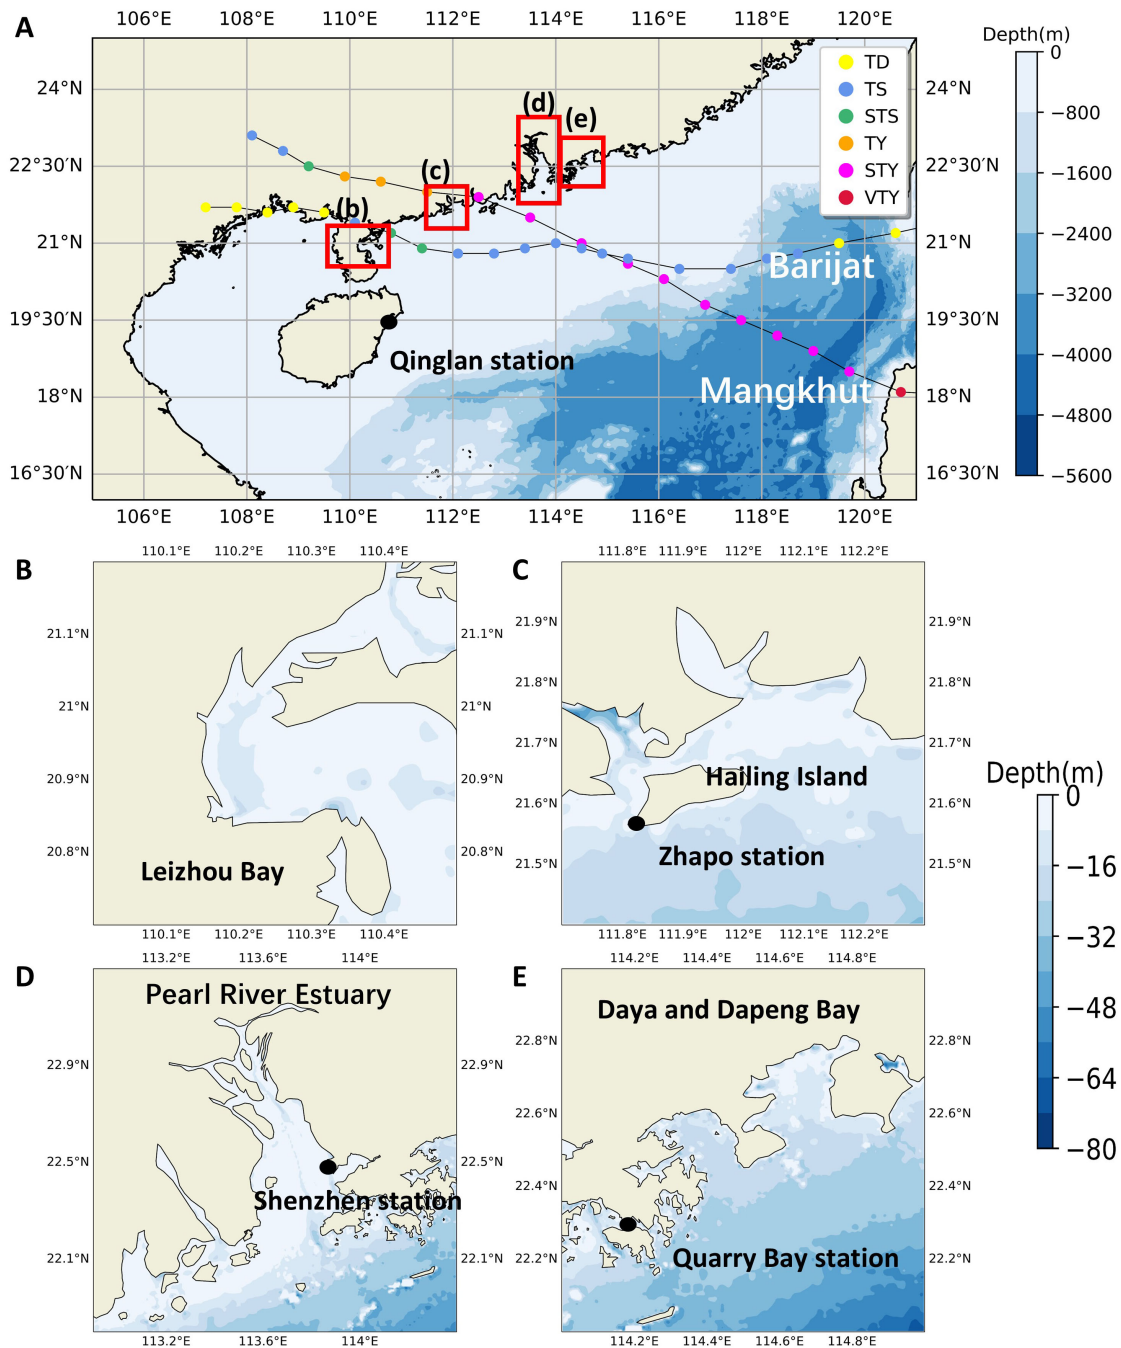 A
106°E 108°E 110°E 112°E 114°E 116°E 118°E 120°E
Depth(m)
TD
TS
STS
TY
STY
VTY
24°N
22°30′N
21°N
19°30′N
18°N
16°30′N
24°N
22°30′N
21°N
19°30′N
18°N
16°30′N
(b)
(c)
(d)
(e)
Barijat
Mangkhut
Qinglan station
0
−800
−1600
−2400
−3200
−4000
−4800
−5600
106°E 108°E 110°E 112°E 114°E 116°E 118°E 120°E
B
110.1°E 110.2°E 110.3°E 110.4°E
21.1°N
21°N
20.9°N
20.8°N
21.1°N
21°N
20.9°N
20.8°N
Leizhou Bay
110.1°E 110.2°E 110.3°E 110.4°E
C
111.8°E 111.9°E 112°E 112.1°E 112.2°E
21.9°N
21.8°N
21.7°N
21.6°N
21.5°N
21.9°N
21.8°N
21.7°N
21.6°N
21.5°N
Hailing Island
Zhapo station
111.8°E 111.9°E 112°E 112.1°E 112.2°E
Depth(m)
0
−16
−32
−48
−64
−80
D
113.2°E 113.6°E 114°E
Pearl River Estuary
22.9°N
22.5°N
22.1°N
22.9°N
22.5°N
22.1°N
Shenzhen station
113.2°E 113.6°E 114°E
E
114.2°E 114.4°E 114.6°E 114.8°E
Daya and Dapeng Bay
22.8°N
22.6°N
22.4°N
22.2°N
22.8°N
22.6°N
22.4°N
22.2°N
Quarry Bay station
114.2°E 114.4°E 114.6°E 114.8°E